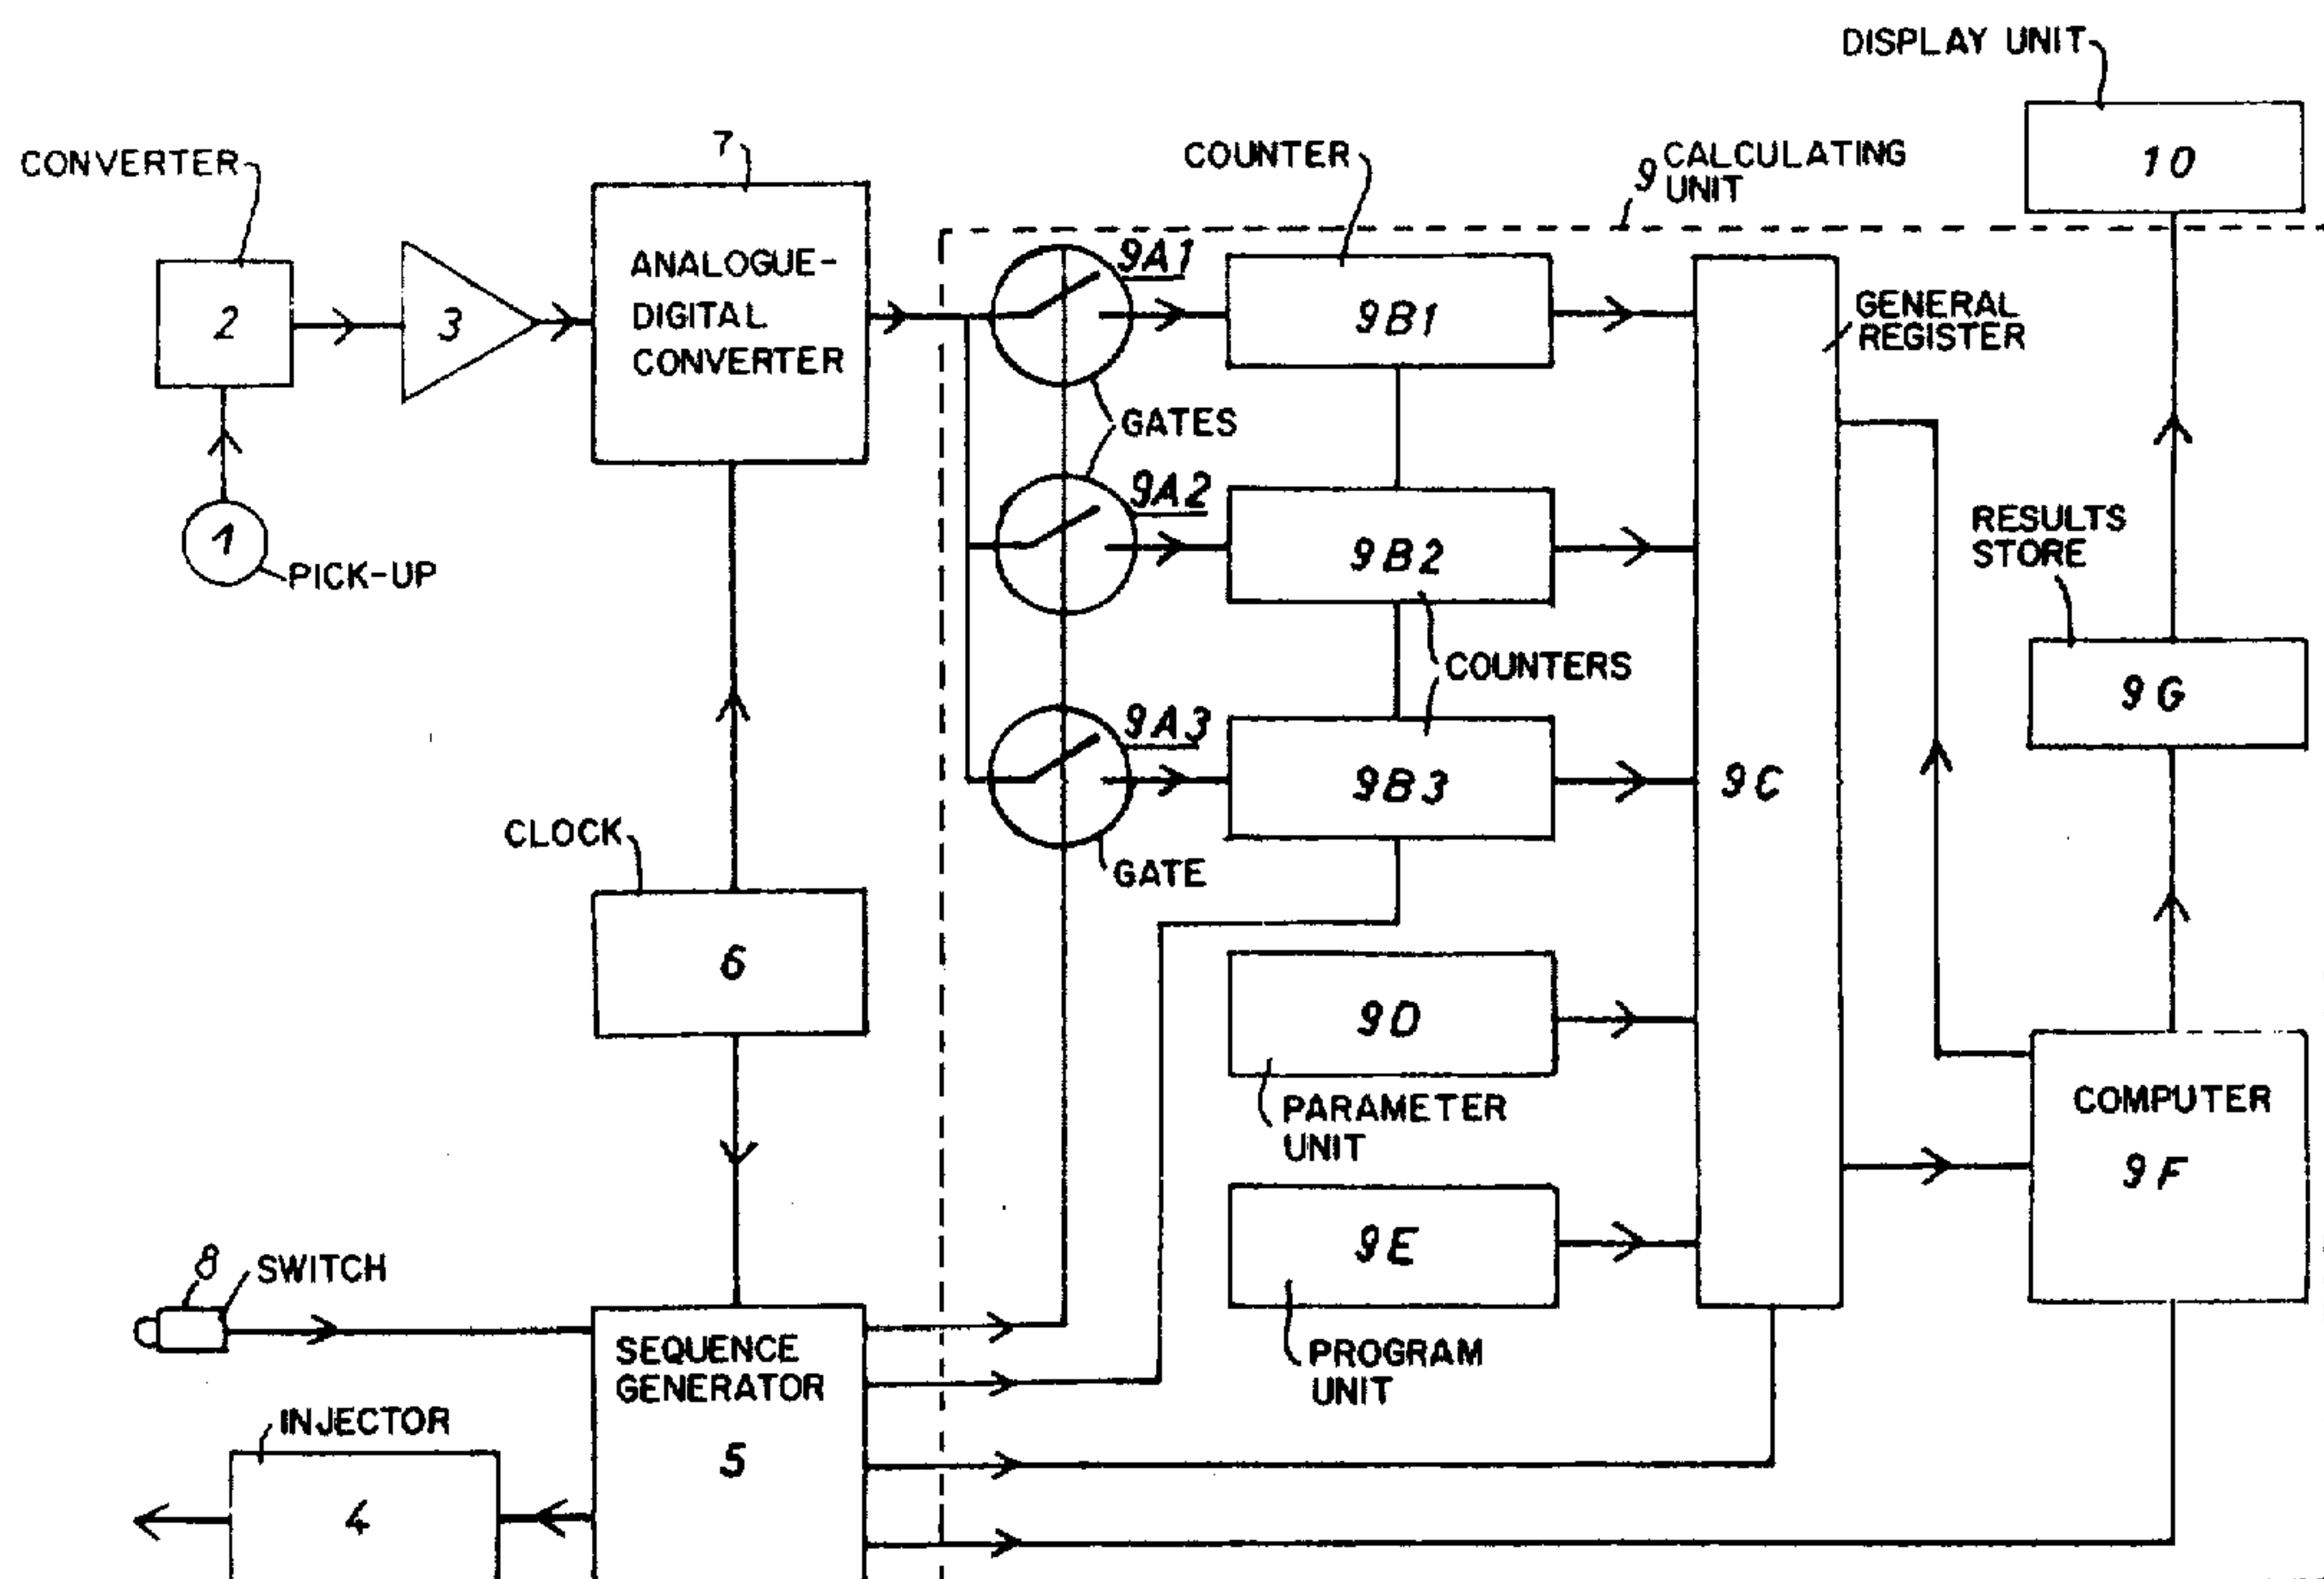 DISPLAY UNIT
10
7
CONVERTER
COUNTER
9 CALCULATING
UNIT
2
3
ANALOGUE-
DIGITAL
CONVERTER
9A1
9B1
GENERAL
REGISTER
GATES
1
PICK-UP
9A2
9B2
RESULTS
STORE
COUNTERS
9G
9A3
9B3
9C
CLOCK
GATE
6
9D
PARAMETER
UNIT
COMPUTER
9F
9E
8
SWITCH
PROGRAM
UNIT
SEQUENCE
GENERATOR
5
INJECTOR
4